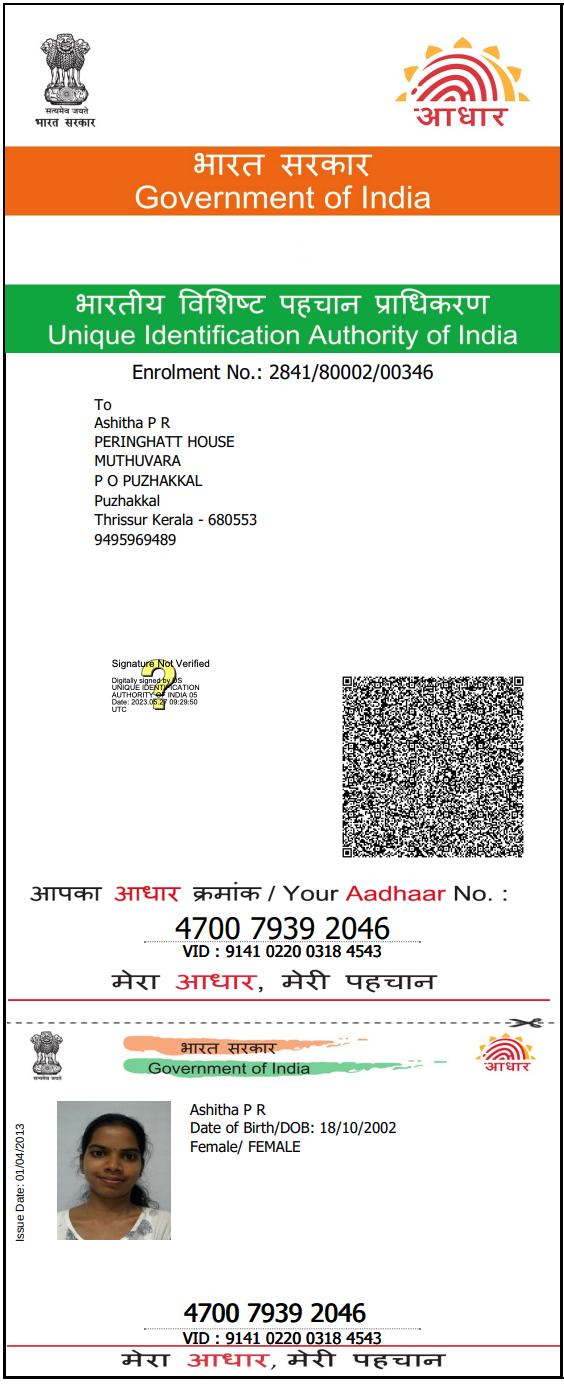 सत्यमेव जयते
भारत सरकार
आधार
भारत सरकार
Government of India
भारतीय विशिष्ट पहचान प्राधिकरण
Unique Identification Authority of India
Enrolment No.: 2841/80002/00346
To
Ashitha P R
PERINGHATT HOUSE
MUTHUVARA
P O PUZHAKKAL
Puzhakkal
Thrissur Kerala - 680553
9495969489
Signature Not Verified
Digitally signed by DS
UNIQUE IDENTIFICATION
AUTHORITY OF INDIA 05
Date: 2023.05.27 09:29:50
UTC
आपका आधार क्रमांक / Your Aadhaar No. :
4700 7939 2046
VID : 9141 0220 0318 4543
मेरा आधार, मेरी पहचान
सत्यमेव जयते
भारत सरकार
Government of India
आधार
Issue Date: 01/04/2013
Ashitha P R
Date of Birth/DOB: 18/10/2002
Female/ FEMALE
4700 7939 2046
VID : 9141 0220 0318 4543
मेरा आधार, मेरी पहचान